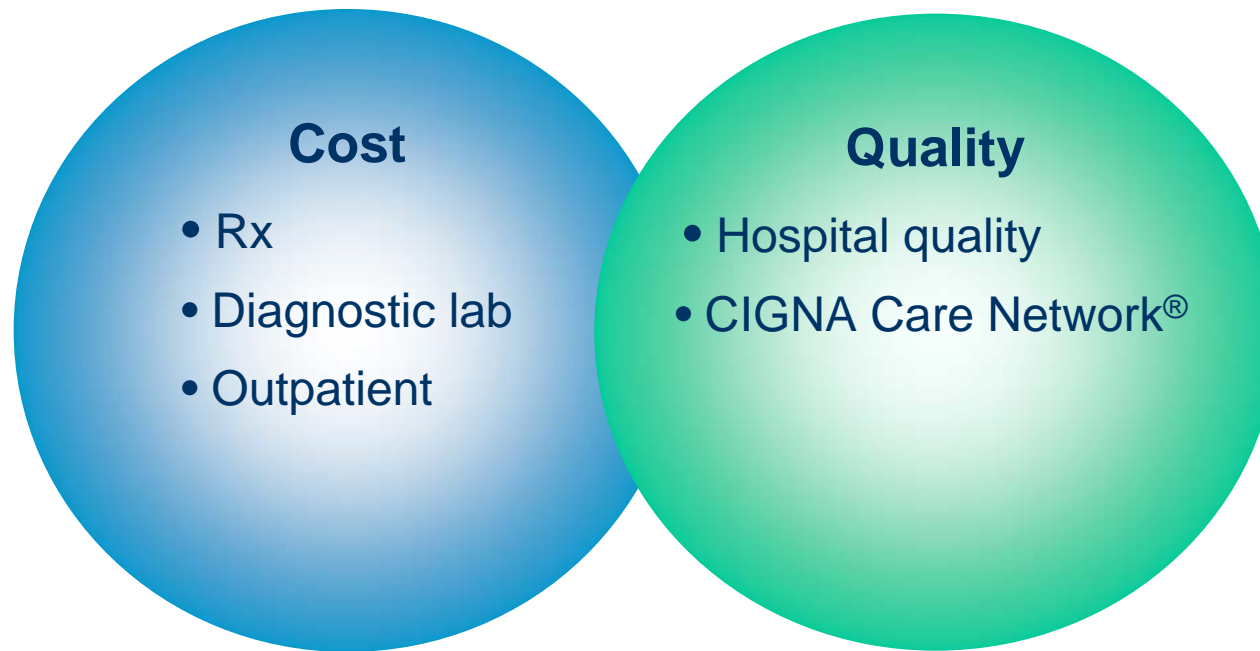 Cost
• Rx
• Diagnostic lab
• Outpatient
Quality
• Hospital quality
• CIGNA Care Network®